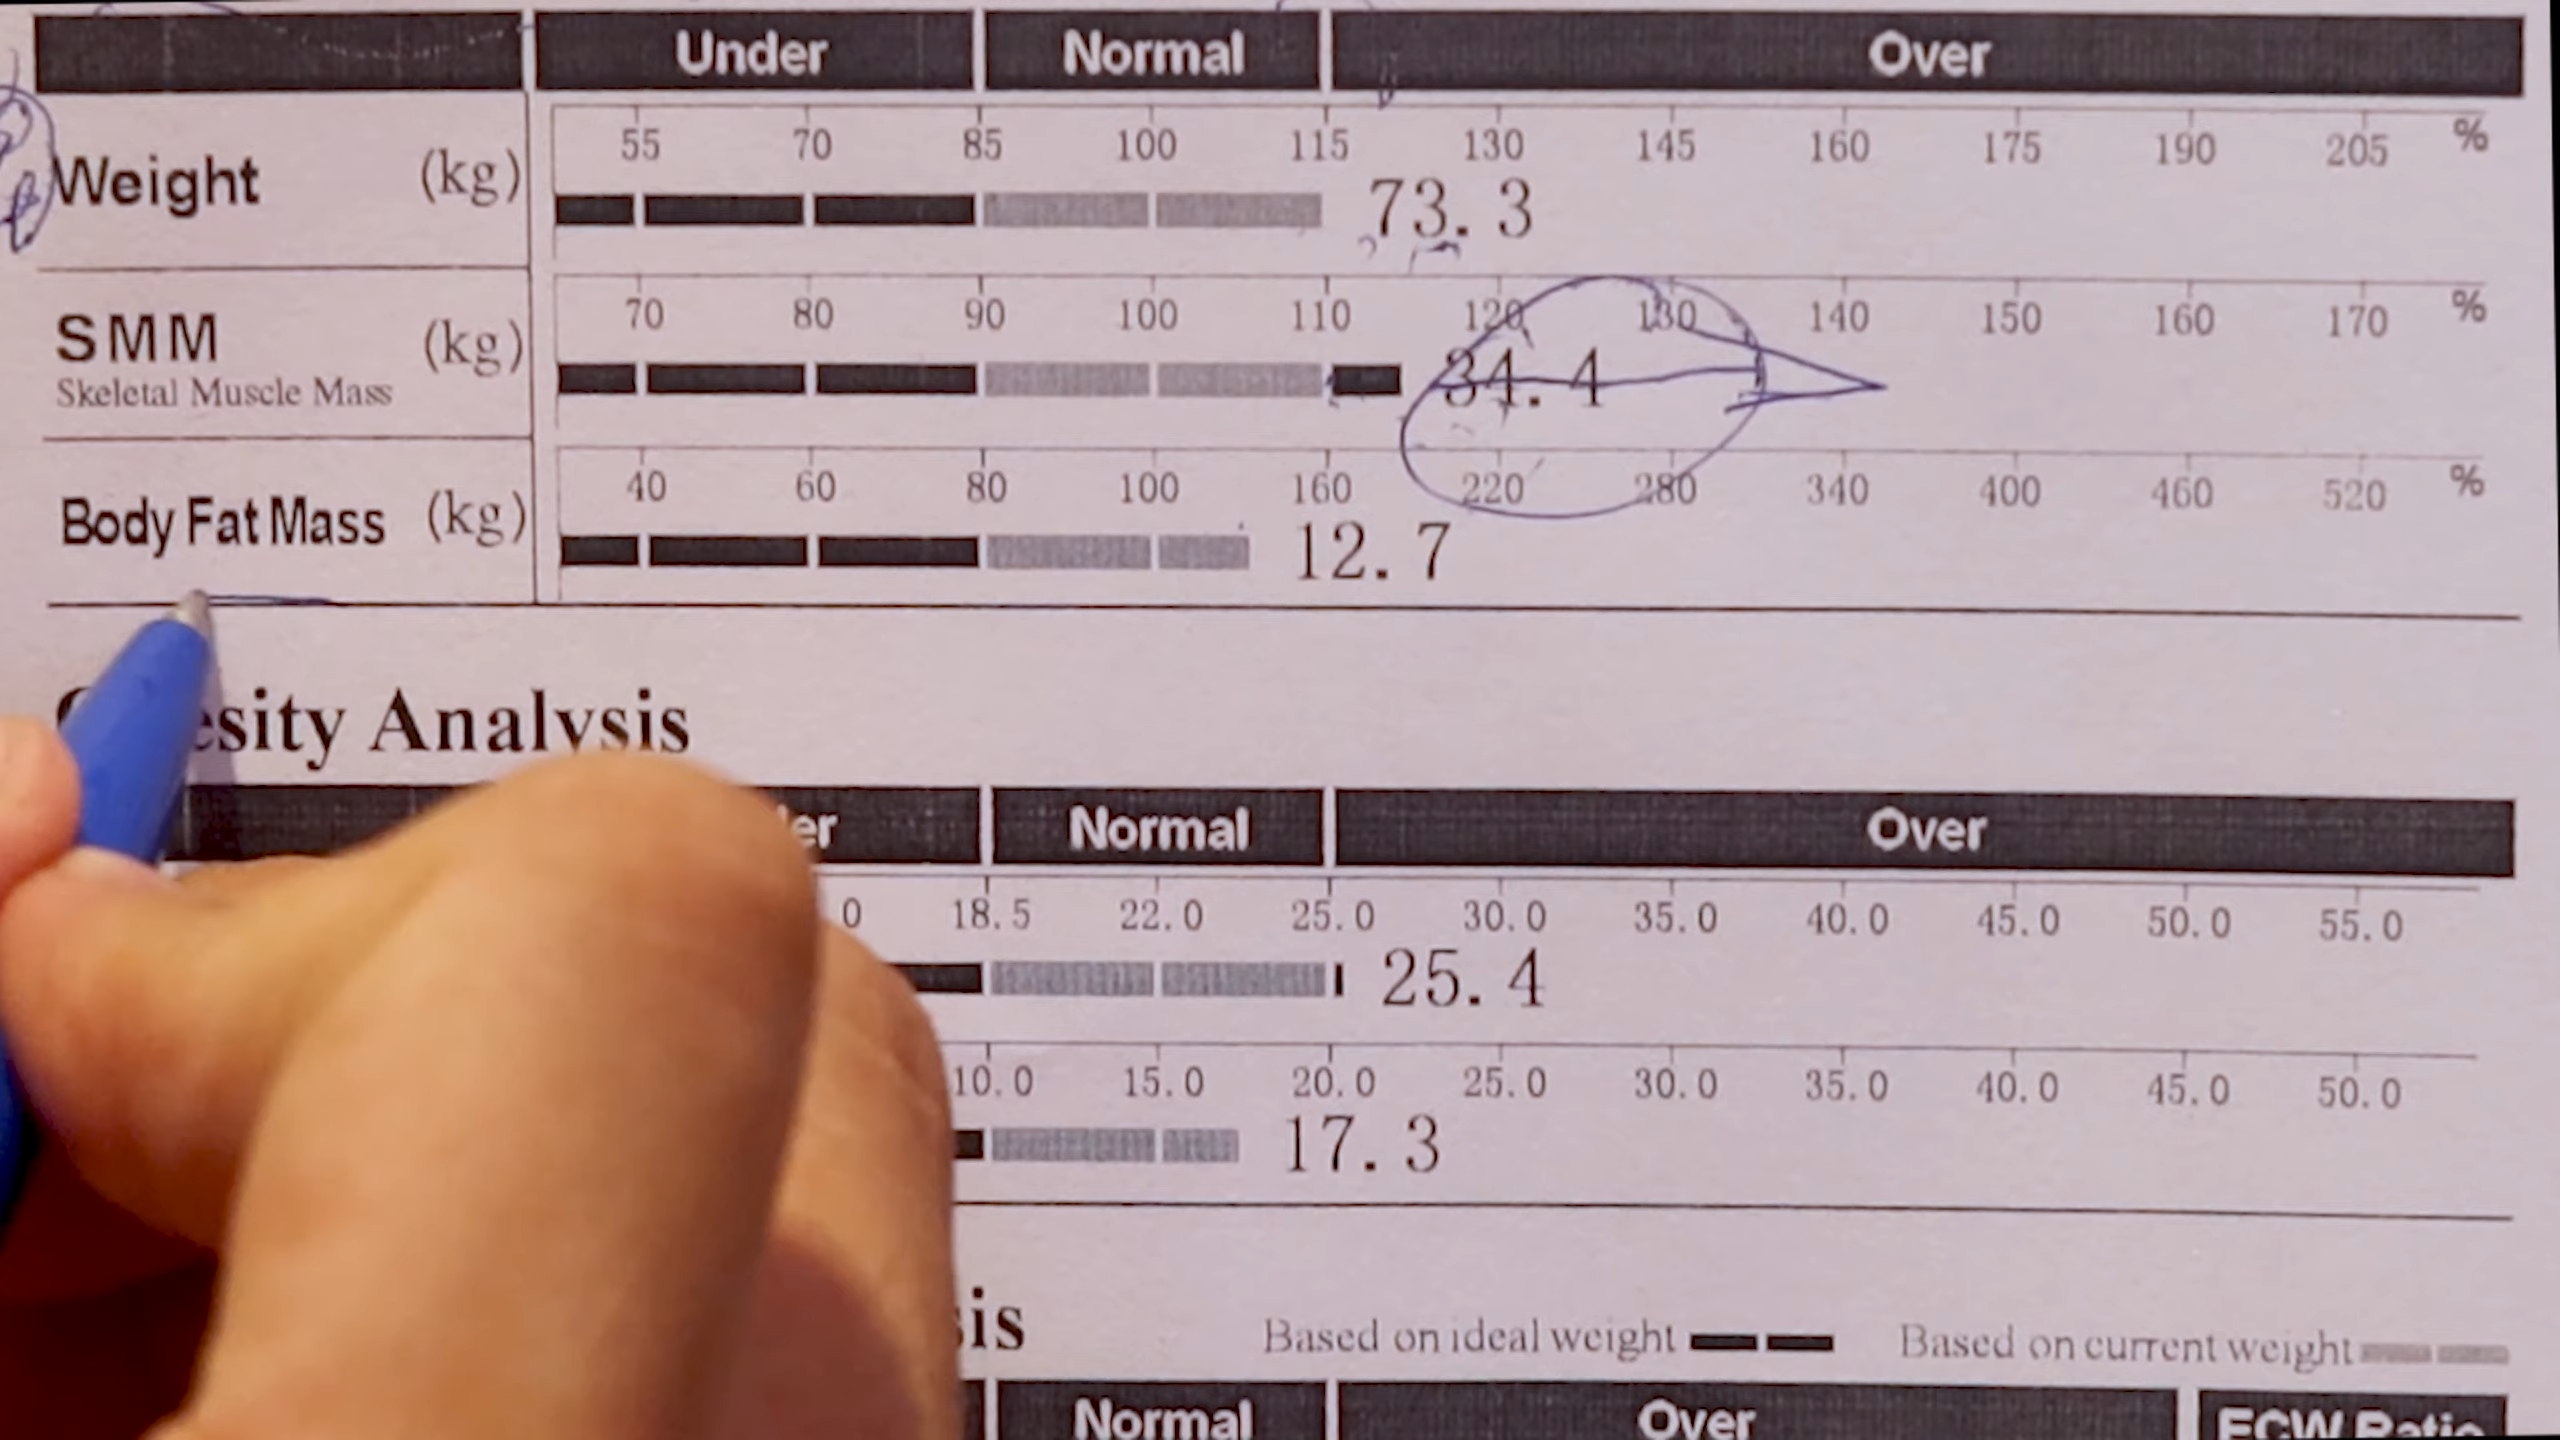 Under Normal Over
55 70 85 100 115 130 145 160 175 190 205 %
Weight (kg) 73.3
70 80 90 100 110 120 130 140 150 160 170 %
SMM (kg) 34.4
Skeletal Muscle Mass
40 60 80 100 160 220 280 340 400 460 520 %
Body Fat Mass (kg) 12.7
esity Analysis
er Normal Over
0 18.5 22.0 25.0 30.0 35.0 40.0 45.0 50.0 55.0
25.4
10.0 15.0 20.0 25.0 30.0 35.0 40.0 45.0 50.0
17.3
sis Based on ideal weight Based on current weight
Normal Over ECW Ratio